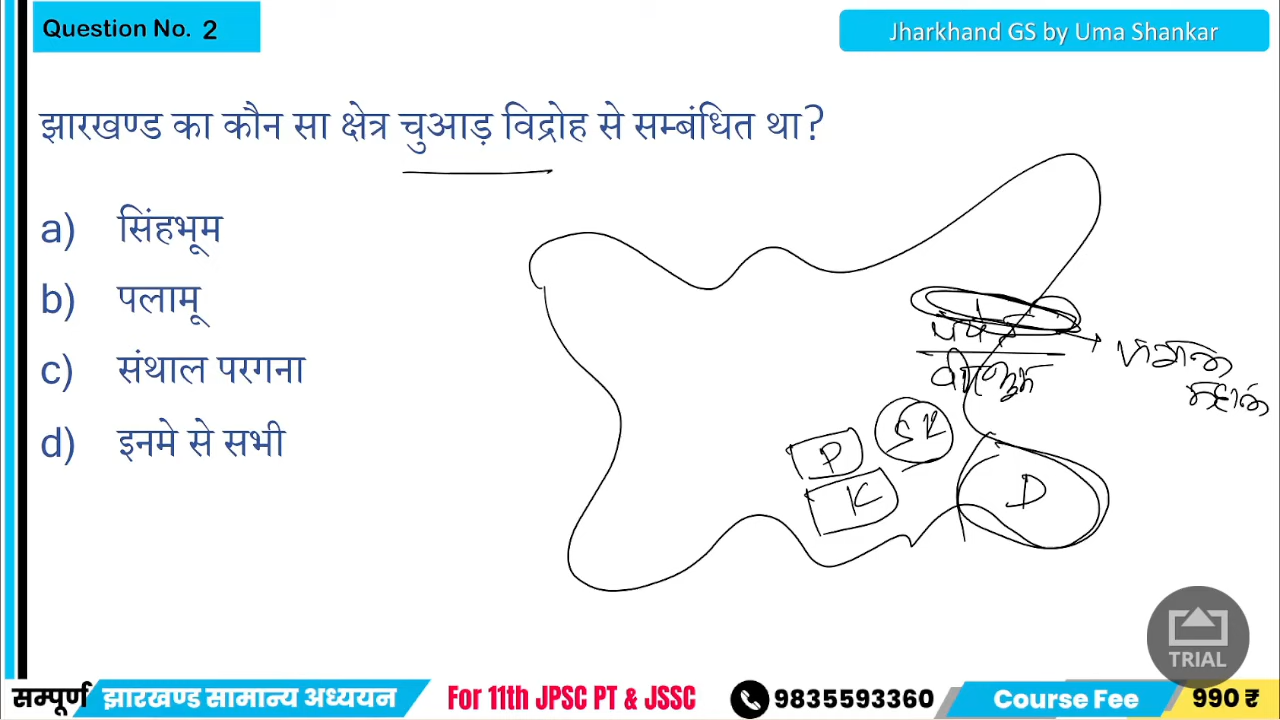 Question No. 2
Jharkhand GS by Uma Shankar
झारखण्ड का कौन सा क्षेत्र चुआड़ विद्रोह से सम्बंधित था?
a) सिंहभूम
b) पलामू
c) संथाल परगना
d) इनमे से सभी
SK
P
K
D
TRIAL
सम्पूर्ण झारखण्ड सामान्य अध्ययन For 11th JPSC PT & JSSC 9835593360 Course Fee 990 ₹